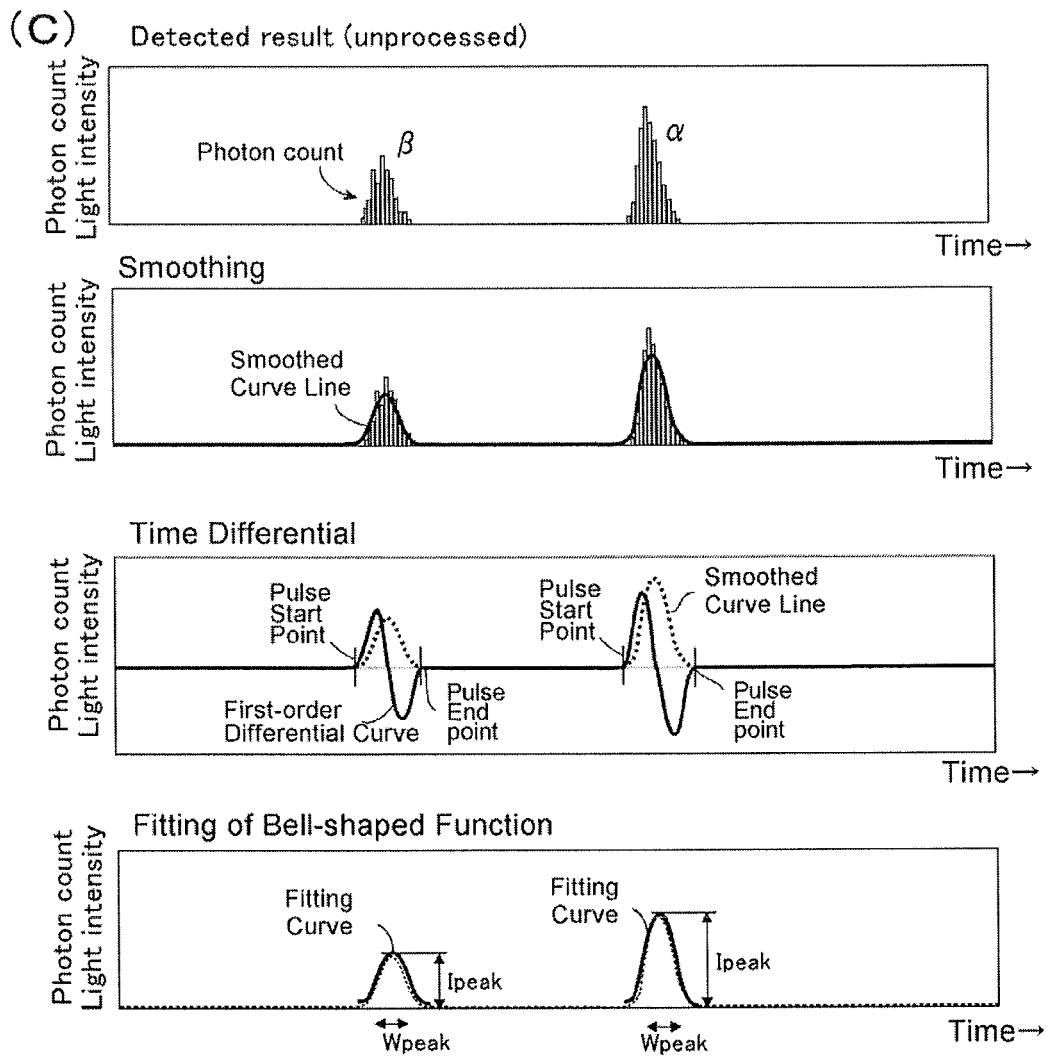 (C)
Detected result (unprocessed)
Photon count
Light intensity
Photon count
β
α
Time→
Smoothing
Photon count
Light intensity
Smoothed
Curve Line
Time→
Time Differential
Photon count
Light intensity
Pulse
Start
Point
First-order
Differential Curve
Pulse
End
point
Pulse
Start
Point
Smoothed
Curve Line
Pulse
End
point
Time→
Fitting of Bell-shaped Function
Photon count
Light intensity
Fitting
Curve
Ipeak
Wpeak
Fitting
Curve
Ipeak
Wpeak
Time→